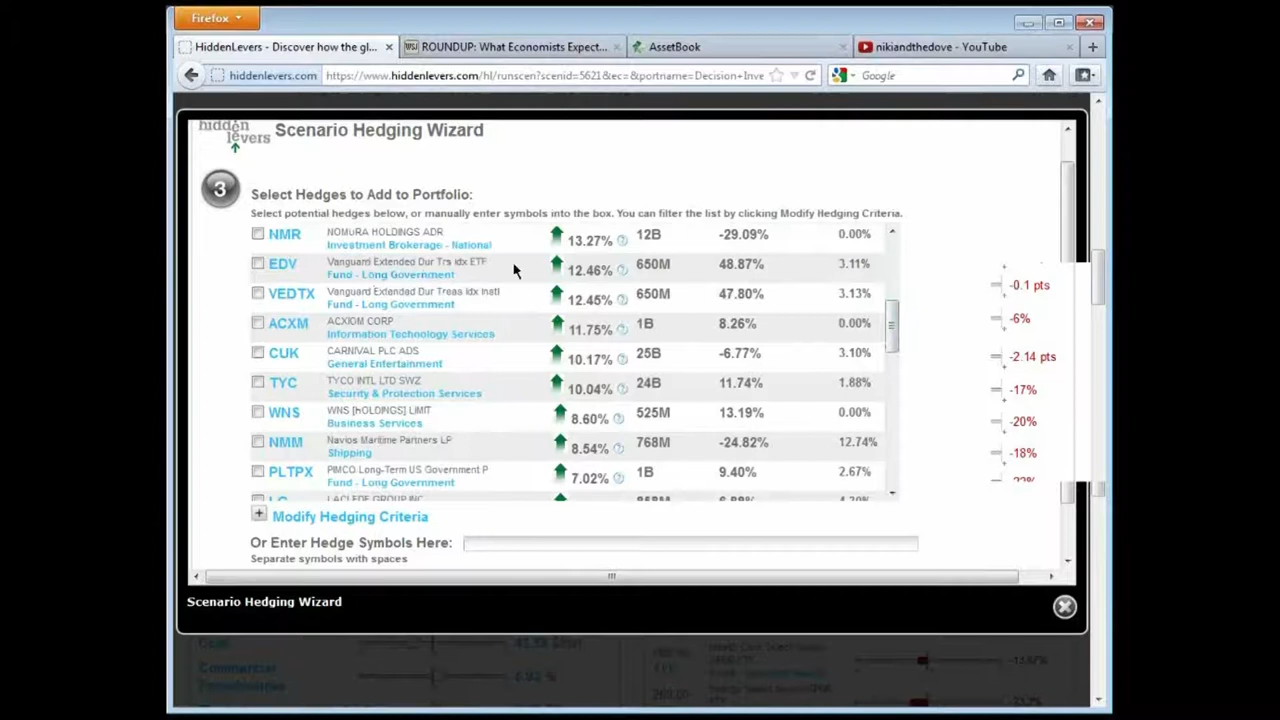 Firefox
HiddenLevers - Discover how the gl...
ROUNDUP: What Economists Expect...
AssetBook
nikiandthedove - YouTube
hiddenlevers.com
https://www.hiddenlevers.com/hl/runscen?scenid=5621&ec=&portname=Decision+Inve
Google
hidden levers
Scenario Hedging Wizard
3
Select Hedges to Add to Portfolio:
Select potential hedges below, or manually enter symbols into the box. You can filter the list by clicking Modify Hedging Criteria.
NMR NOMURA HOLDINGS ADR 13.27% 12B -29.09% 0.00%
Investment Brokerage - National
EDV Vanguard Extended Dur Trs Idx ETF 12.46% 650M 48.87% 3.11%
Fund - Long Government
VEDTX Vanguard Extended Dur Treas Idx Instl 12.45% 650M 47.80% 3.13%
Fund - Long Government
ACXM ACXIOM CORP 11.75% 1B 8.26% 0.00%
Information Technology Services
CUK CARNIVAL PLC ADS 10.17% 25B -6.77% 3.10%
General Entertainment
TYC TYCO INTL LTD SWZ 10.04% 24B 11.74% 1.88%
Security & Protection Services
WNS WNS [HOLDINGS] LIMIT 8.60% 525M 13.19% 0.00%
Business Services
NMM Navios Maritime Partners LP 8.54% 768M -24.82% 12.74%
Shipping
PLTPX PIMCO Long-Term US Government P 7.02% 1B 9.40% 2.67%
Fund - Long Government
LACLEDE GROUP INC
-0.1 pts
-6%
-2.14 pts
-17%
-20%
-18%
Modify Hedging Criteria
Or Enter Hedge Symbols Here:
Separate symbols with spaces
Scenario Hedging Wizard